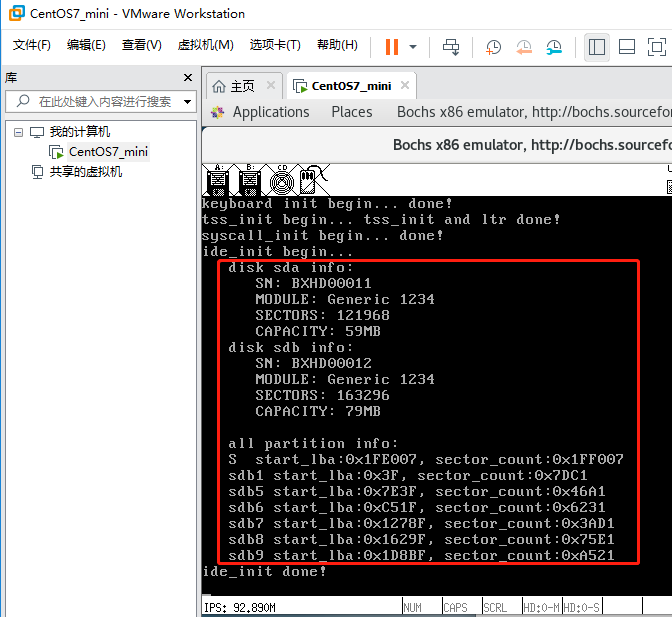 CentOS7_mini - VMware Workstation
文件(F) 编辑(E) 查看(V) 虚拟机(M) 选项卡(T) 帮助(H)
库
在此处键入内容进行搜索
我的计算机
CentOS7_mini
共享的虚拟机
主页 CentOS7_mini
Applications Places Bochs x86 emulator, http://bochs.sourcefo
Bochs x86 emulator, http://bochs.sourcefo
A: B: CD
keyboard init begin... done!
tss_init begin... tss_init and ltr done!
syscall_init begin... done!
ide_init begin...
disk sda info:
SN: BXHD00011
MODULE: Generic 1234
SECTORS: 121968
CAPACITY: 59MB
disk sdb info:
SN: BXHD00012
MODULE: Generic 1234
SECTORS: 163296
CAPACITY: 79MB
all partition info:
S  start_lba:0x1FE007, sector_count:0x1FF007
sdb1 start_lba:0x3F, sector_count:0x7DC1
sdb5 start_lba:0x7E3F, sector_count:0x46A1
sdb6 start_lba:0xC51F, sector_count:0x6231
sdb7 start_lba:0x1278F, sector_count:0x3AD1
sdb8 start_lba:0x1629F, sector_count:0x75E1
sdb9 start_lba:0x1D8BF, sector_count:0xA521
ide_init done!
IPS: 92.890M NUM CAPS SCRL HD:0-M HD:0-S